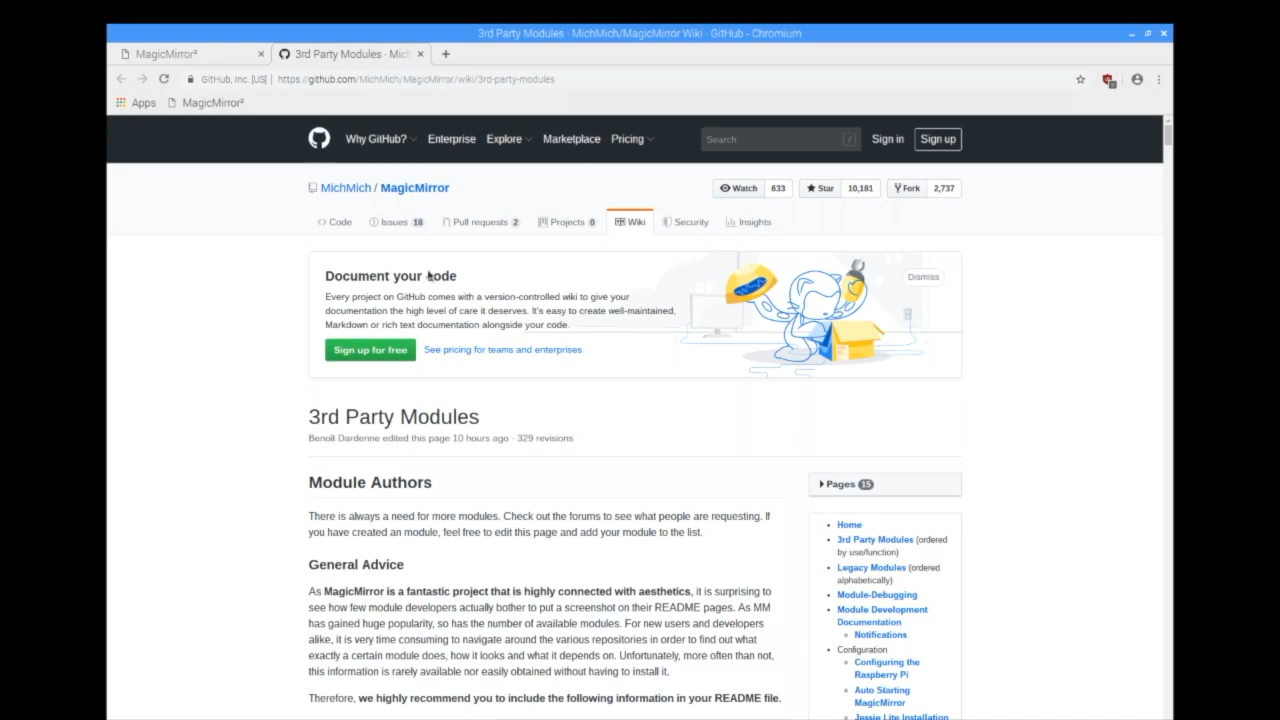 3rd Party Modules · MichMich/MagicMirror Wiki · GitHub - Chromium
MagicMirror²
3rd Party Modules · Mich
GitHub, Inc. [US] | https://github.com/MichMich/MagicMirror/wiki/3rd-party-modules
Apps MagicMirror²
Why GitHub? Enterprise Explore Marketplace Pricing Search / Sign in Sign up
MichMich / MagicMirror Watch 633 Star 10,181 Fork 2,737
Code Issues 18 Pull requests 2 Projects 0 Wiki Security Insights
Document your code
Dismiss
Every project on GitHub comes with a version-controlled wiki to give your
documentation the high level of care it deserves. It's easy to create well-maintained,
Markdown or rich text documentation alongside your code.
Sign up for free See pricing for teams and enterprises
3rd Party Modules
Benoît Dardenne edited this page 10 hours ago · 329 revisions
Module Authors
There is always a need for more modules. Check out the forums to see what people are requesting. If
you have created an module, feel free to edit this page and add your module to the list.
General Advice
As MagicMirror is a fantastic project that is highly connected with aesthetics, it is surprising to
see how few module developers actually bother to put a screenshot on their README pages. As MM
has gained huge popularity, so has the number of available modules. For new users and developers
alike, it is very time consuming to navigate around the various repositories in order to find out what
exactly a certain module does, how it looks and what it depends on. Unfortunately, more often than not,
this information is rarely available nor easily obtained without having to install it.
Therefore, we highly recommend you to include the following information in your README file.
Pages 15
Home
3rd Party Modules (ordered
by use/function)
Legacy Modules (ordered
alphabetically)
Module-Debugging
Module Development
Documentation
Notifications
Configuration
Configuring the
Raspberry Pi
Auto Starting
MagicMirror
Jessie Lite Installation